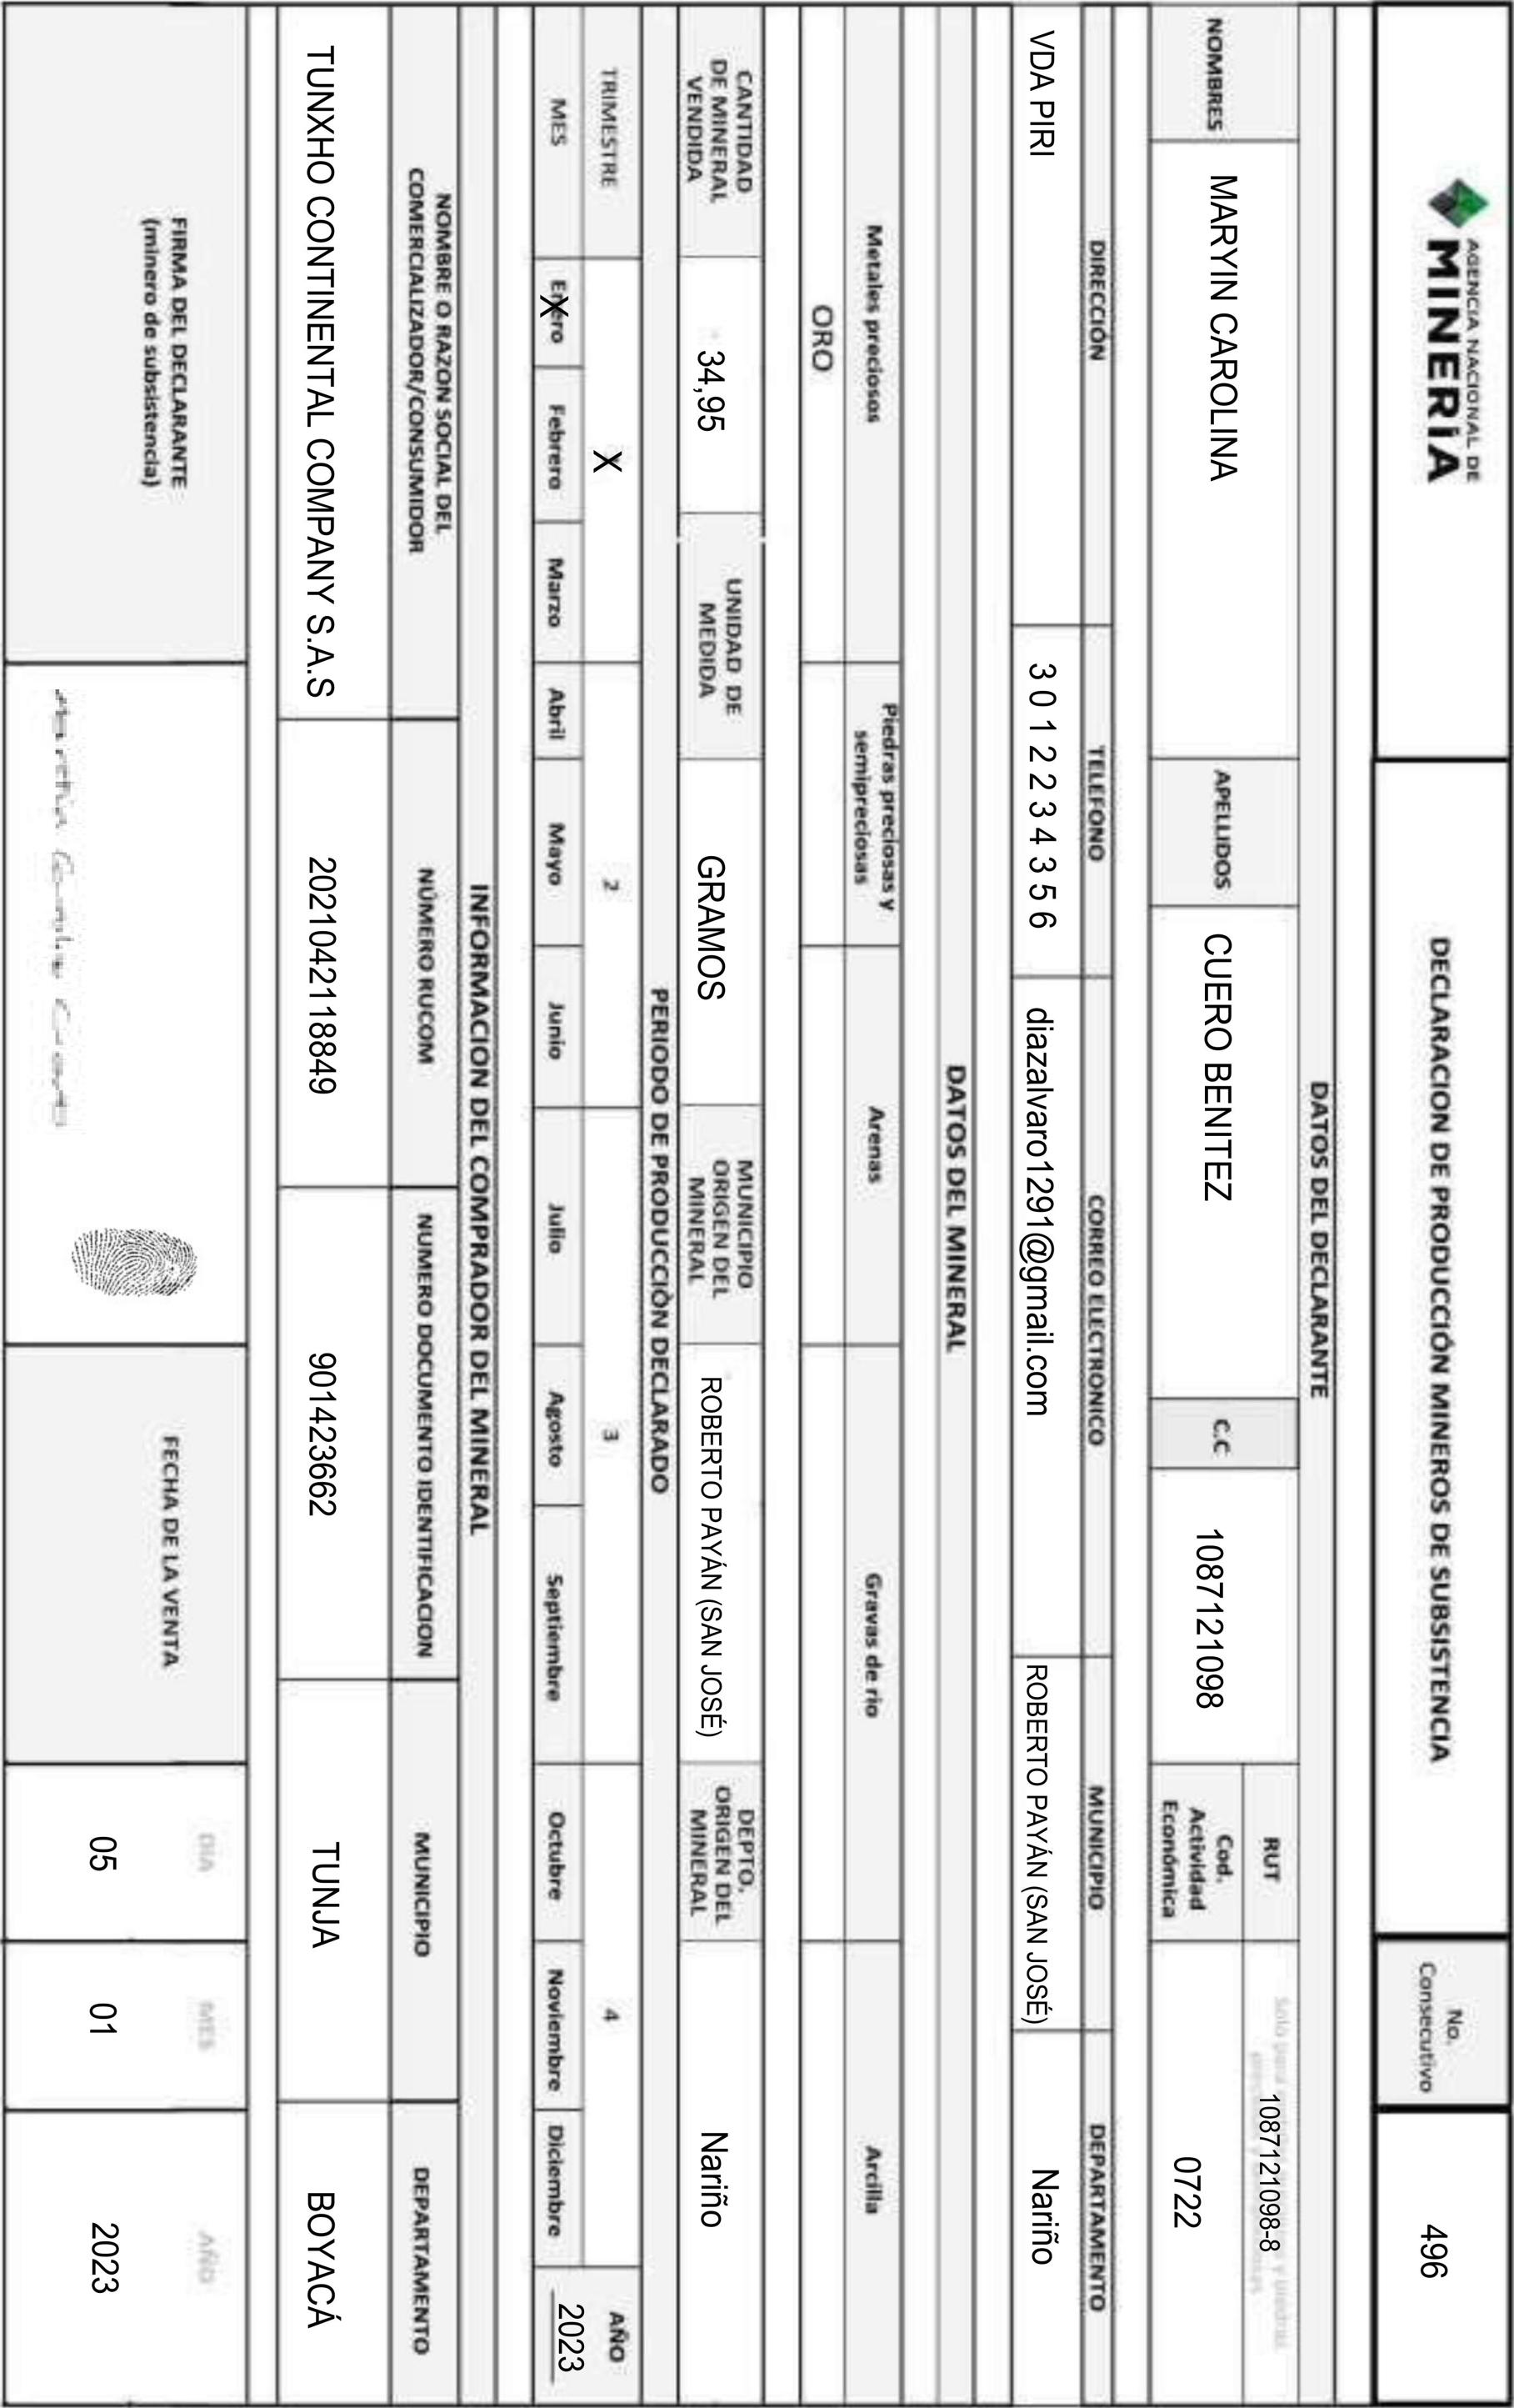 AGENCIA NACIONAL DE
MINERÍA
DECLARACION DE PRODUCCIÓN MINEROS DE SUBSISTENCIA
No.
Consecutivo
496
DATOS DEL DECLARANTE
NOMBRES
MARYIN CAROLINA
APELLIDOS
CUERO BENITEZ
C.C
1087121098
RUT
1087121098-8
Cod.
Actividad
Económica
0722
DIRECCIÓN
TELEFONO
CORREO ELECTRONICO
MUNICIPIO
DEPARTAMENTO
VDA PIRI
3 0 1 2 2 3 4 3 5 6
diazalvaro1291@gmail.com
ROBERTO PAYÁN (SAN JOSÉ)
Nariño
DATOS DEL MINERAL
Metales preciosos
Piedras preciosas y
semipreciosas
Arenas
Gravas de rio
Arcilla
ORO
CANTIDAD
DE MINERAL
VENDIDA
34,95
UNIDAD DE
MEDIDA
GRAMOS
MUNICIPIO
ORIGEN DEL
MINERAL
ROBERTO PAYÁN (SAN JOSÉ)
DEPTO.
ORIGEN DEL
MINERAL
Nariño
PERIODO DE PRODUCCIÓN DECLARADO
TRIMESTRE
X
2
3
4
AÑO
MES
Enero
X
Febrero
Marzo
Abril
Mayo
Junio
Julio
Agosto
Septiembre
Octubre
Noviembre
Diciembre
2023
INFORMACION DEL COMPRADOR DEL MINERAL
NOMBRE O RAZON SOCIAL DEL
COMERCIALIZADOR/CONSUMIDOR
NÚMERO RUCOM
NUMERO DOCUMENTO IDENTIFICACION
MUNICIPIO
DEPARTAMENTO
TUNXHO CONTINENTAL COMPANY S.A.S
2021042118849
901423662
TUNJA
BOYACÁ
FIRMA DEL DECLARANTE
(minero de subsistencia)
FECHA DE LA VENTA
DIA
MES
AÑO
05
01
2023